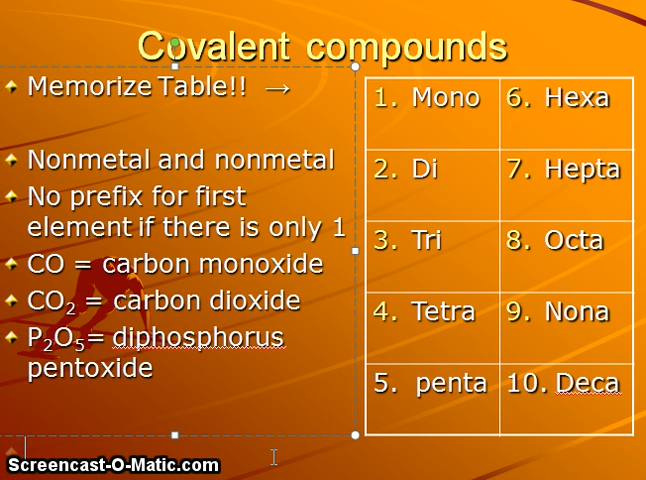 Covalent compounds
Memorize Table!! →
Nonmetal and nonmetal
No prefix for first
element if there is only 1
CO = carbon monoxide
CO₂ = carbon dioxide
P₂O₅= diphosphorus
pentoxide
1. Mono 6. Hexa
2. Di 7. Hepta
3. Tri 8. Octa
4. Tetra 9. Nona
5. penta 10. Deca
Screencast-O-Matic.com